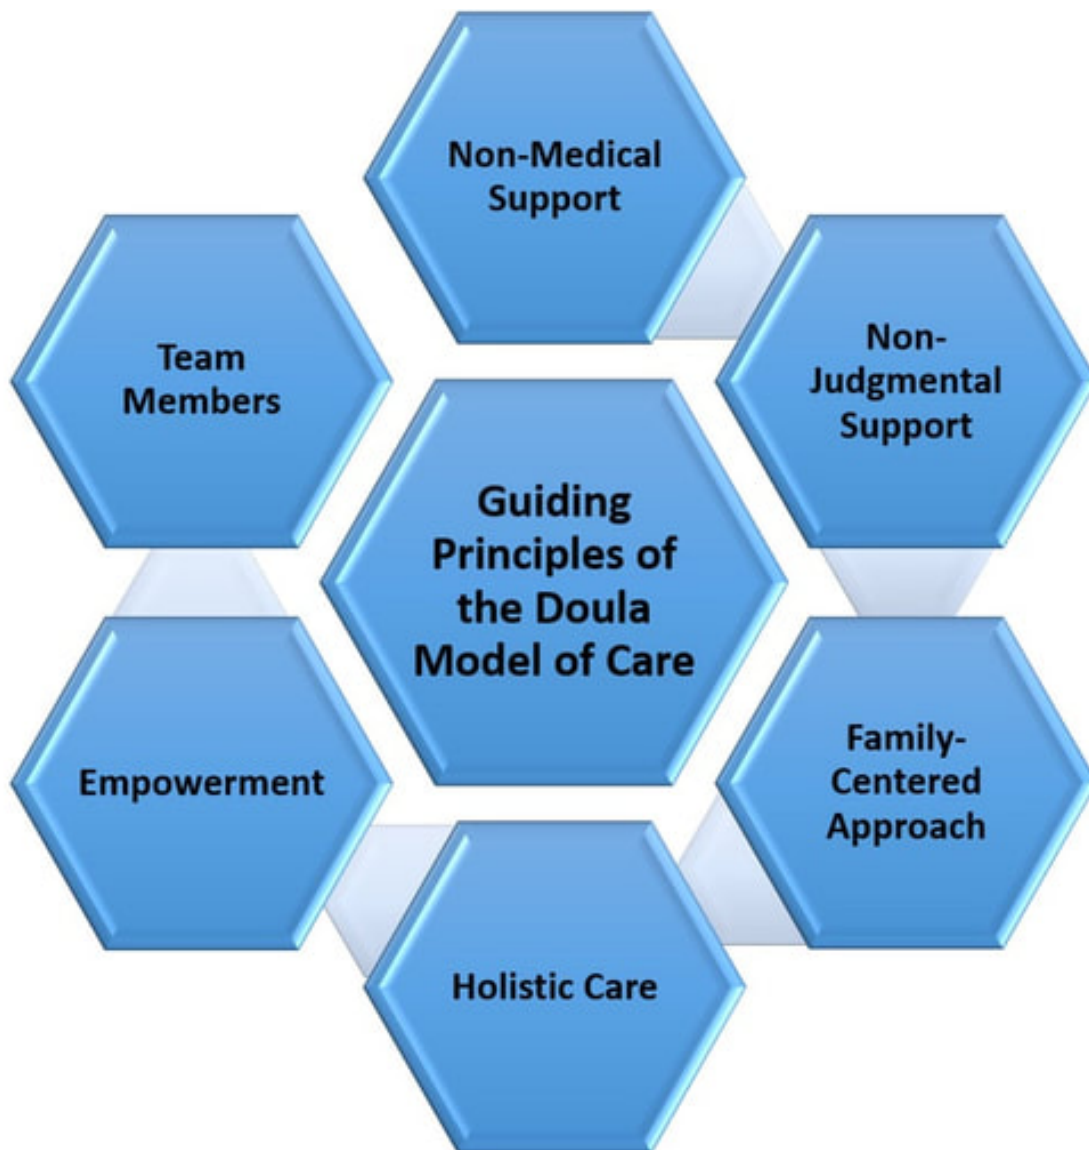 Non-Medical
Support
Non-
Judgmental
Support
Family-
Centered
Approach
Holistic Care
Empowerment
Team
Members
Guiding
Principles of
the Doula
Model of Care